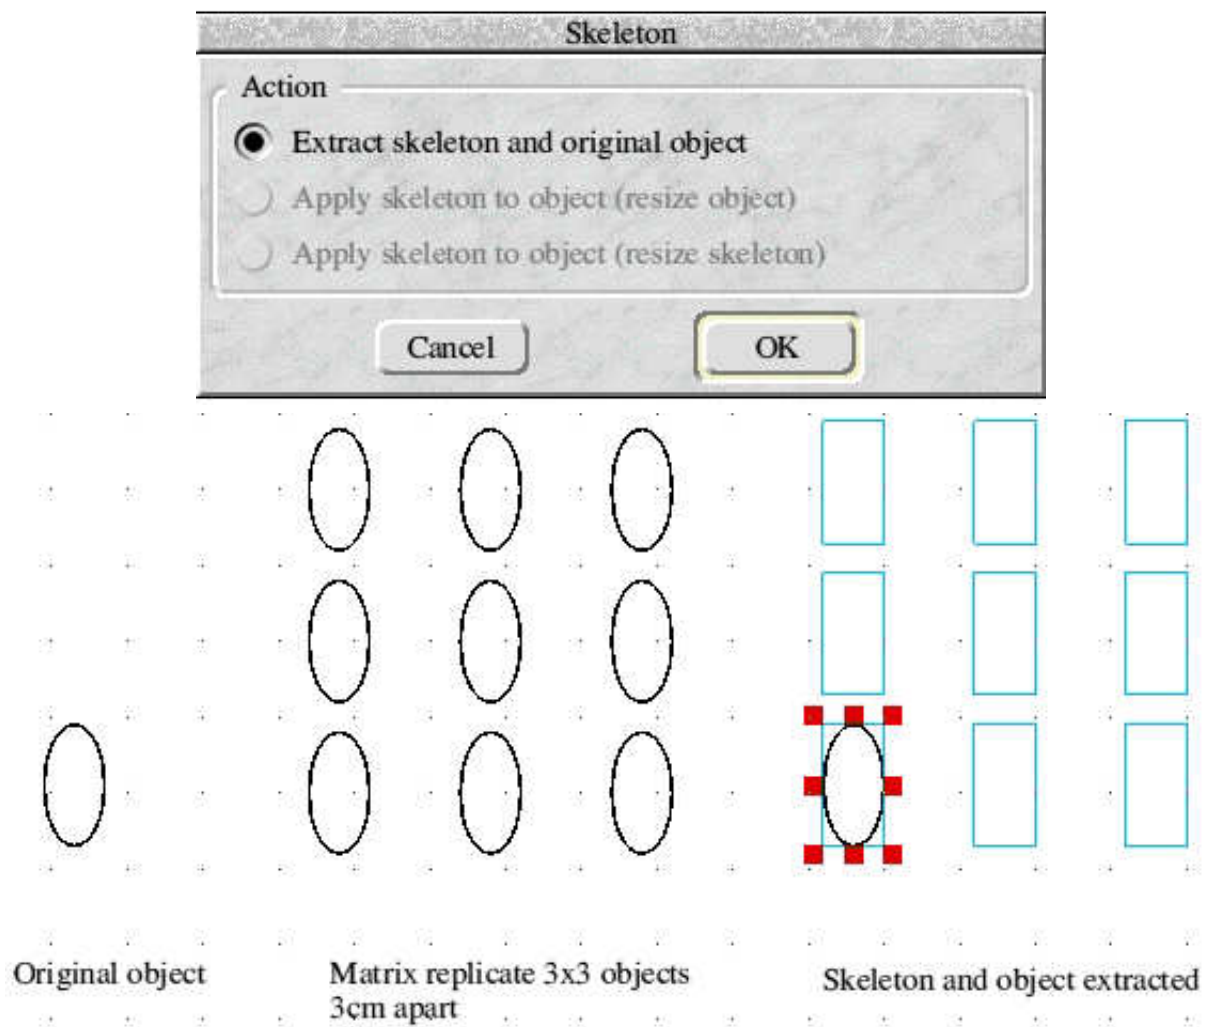 Skeleton
Action
Extract skeleton and original object
Apply skeleton to object (resize object)
Apply skeleton to object (resize skeleton)
Cancel
OK
Original object
Matrix replicate 3x3 objects
3cm apart
Skeleton and object extracted